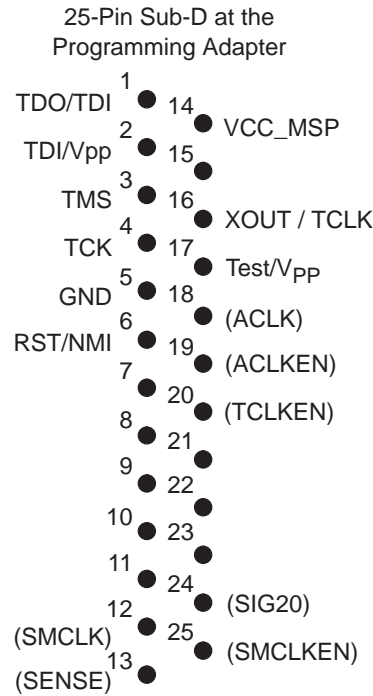 25-Pin Sub-D at the
Programming Adapter
1
TDO/TDI
14
VCC_MSP
2
TDI/Vpp
15
3
TMS
16
XOUT / TCLK
4
TCK
17
Test/VPP
5
GND
18
(ACLK)
6
RST/NMI
19
(ACLKEN)
7
20
(TCLKEN)
8
21
9
22
10
23
11
24
(SIG20)
12
(SMCLK)
25
(SMCLKEN)
13
(SENSE)